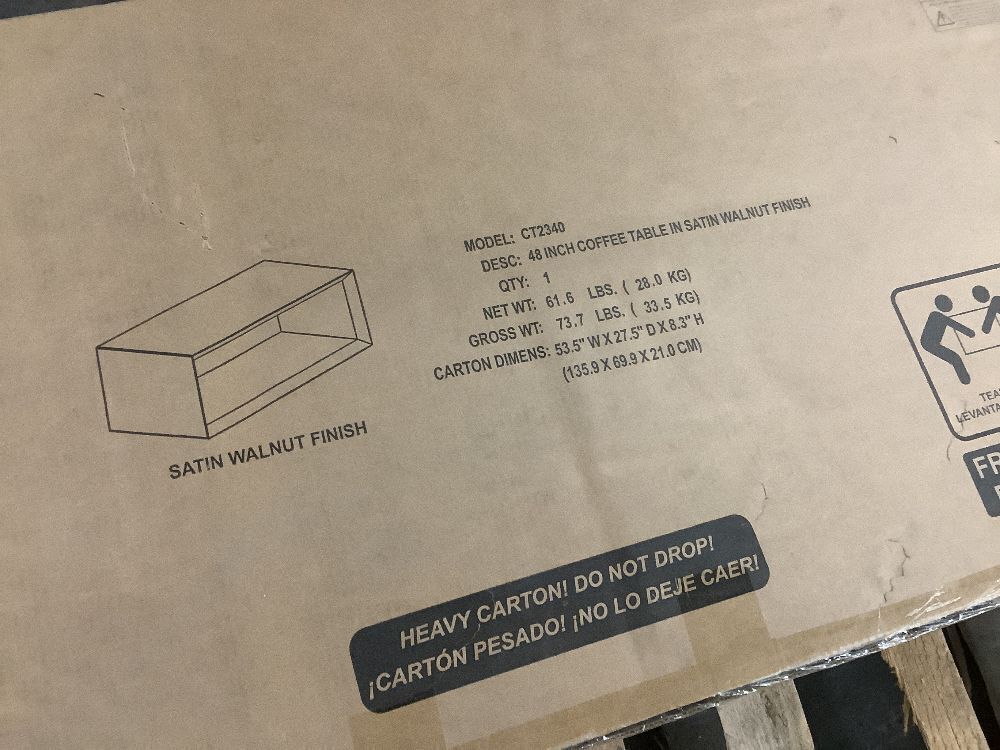 MODEL: CT2340
DESC: 48 INCH COFFEE TABLE IN SATIN WALNUT FINISH
QTY: 1
NET WT: 61.6 LBS. ( 28.0 KG)
GROSS WT: 73.7 LBS. ( 33.5 KG)
CARTON DIMENS: 53.5" W X 27.5" D X 8.3" H
(135.9 X 69.9 X 21.0 CM)
SATIN WALNUT FINISH
HEAVY CARTON! DO NOT DROP!
¡CARTÓN PESADO! ¡NO LO DEJE CAER!
TEA
LEVANTA
FR